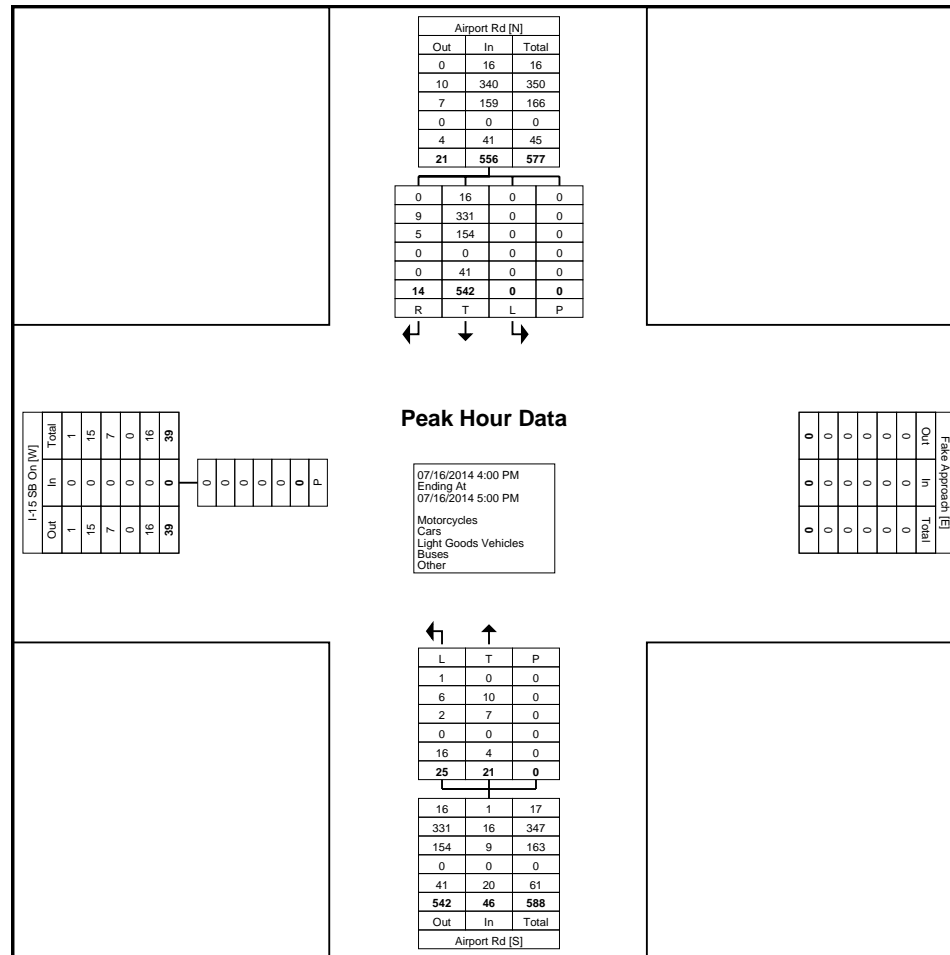 Airport Rd [N]
Out In Total
0 16 16
10 340 350
7 159 166
0 0 0
4 41 45
21 556 577
0 16 0 0
9 331 0 0
5 154 0 0
0 0 0 0
0 41 0 0
14 542 0 0
R T L P
Peak Hour Data
I-15 SB On [W]
Out In Total
1 0 1
15 0 15
7 0 7
0 0 0
16 0 16
39 0 39
0
0
0
0
0
0
P
07/16/2014 4:00 PM
Ending At
07/16/2014 5:00 PM
Motorcycles
Cars
Light Goods Vehicles
Buses
Other
Fake Approach [E]
Out In Total
0 0 0
0 0 0
0 0 0
0 0 0
0 0 0
0 0 0
L T P
1 0 0
6 10 0
2 7 0
0 0 0
16 4 0
25 21 0
16 1 17
331 16 347
154 9 163
0 0 0
41 20 61
542 46 588
Out In Total
Airport Rd [S]